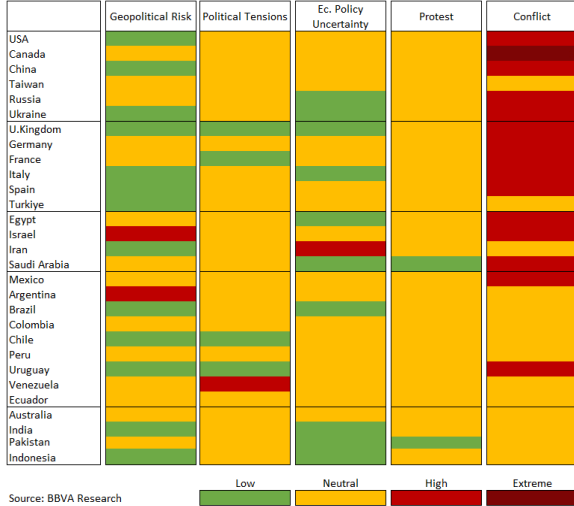 Geopolitical Risk Political Tensions Ec. Policy Uncertainty Protest Conflict
USA
Canada
China
Taiwan
Russia
Ukraine
U.Kingdom
Germany
France
Italy
Spain
Turkiye
Egypt
Israel
Iran
Saudi Arabia
Mexico
Argentina
Brazil
Colombia
Chile
Peru
Uruguay
Venezuela
Ecuador
Australia
India
Pakistan
Indonesia
Low Neutral High Extreme
Source: BBVA Research